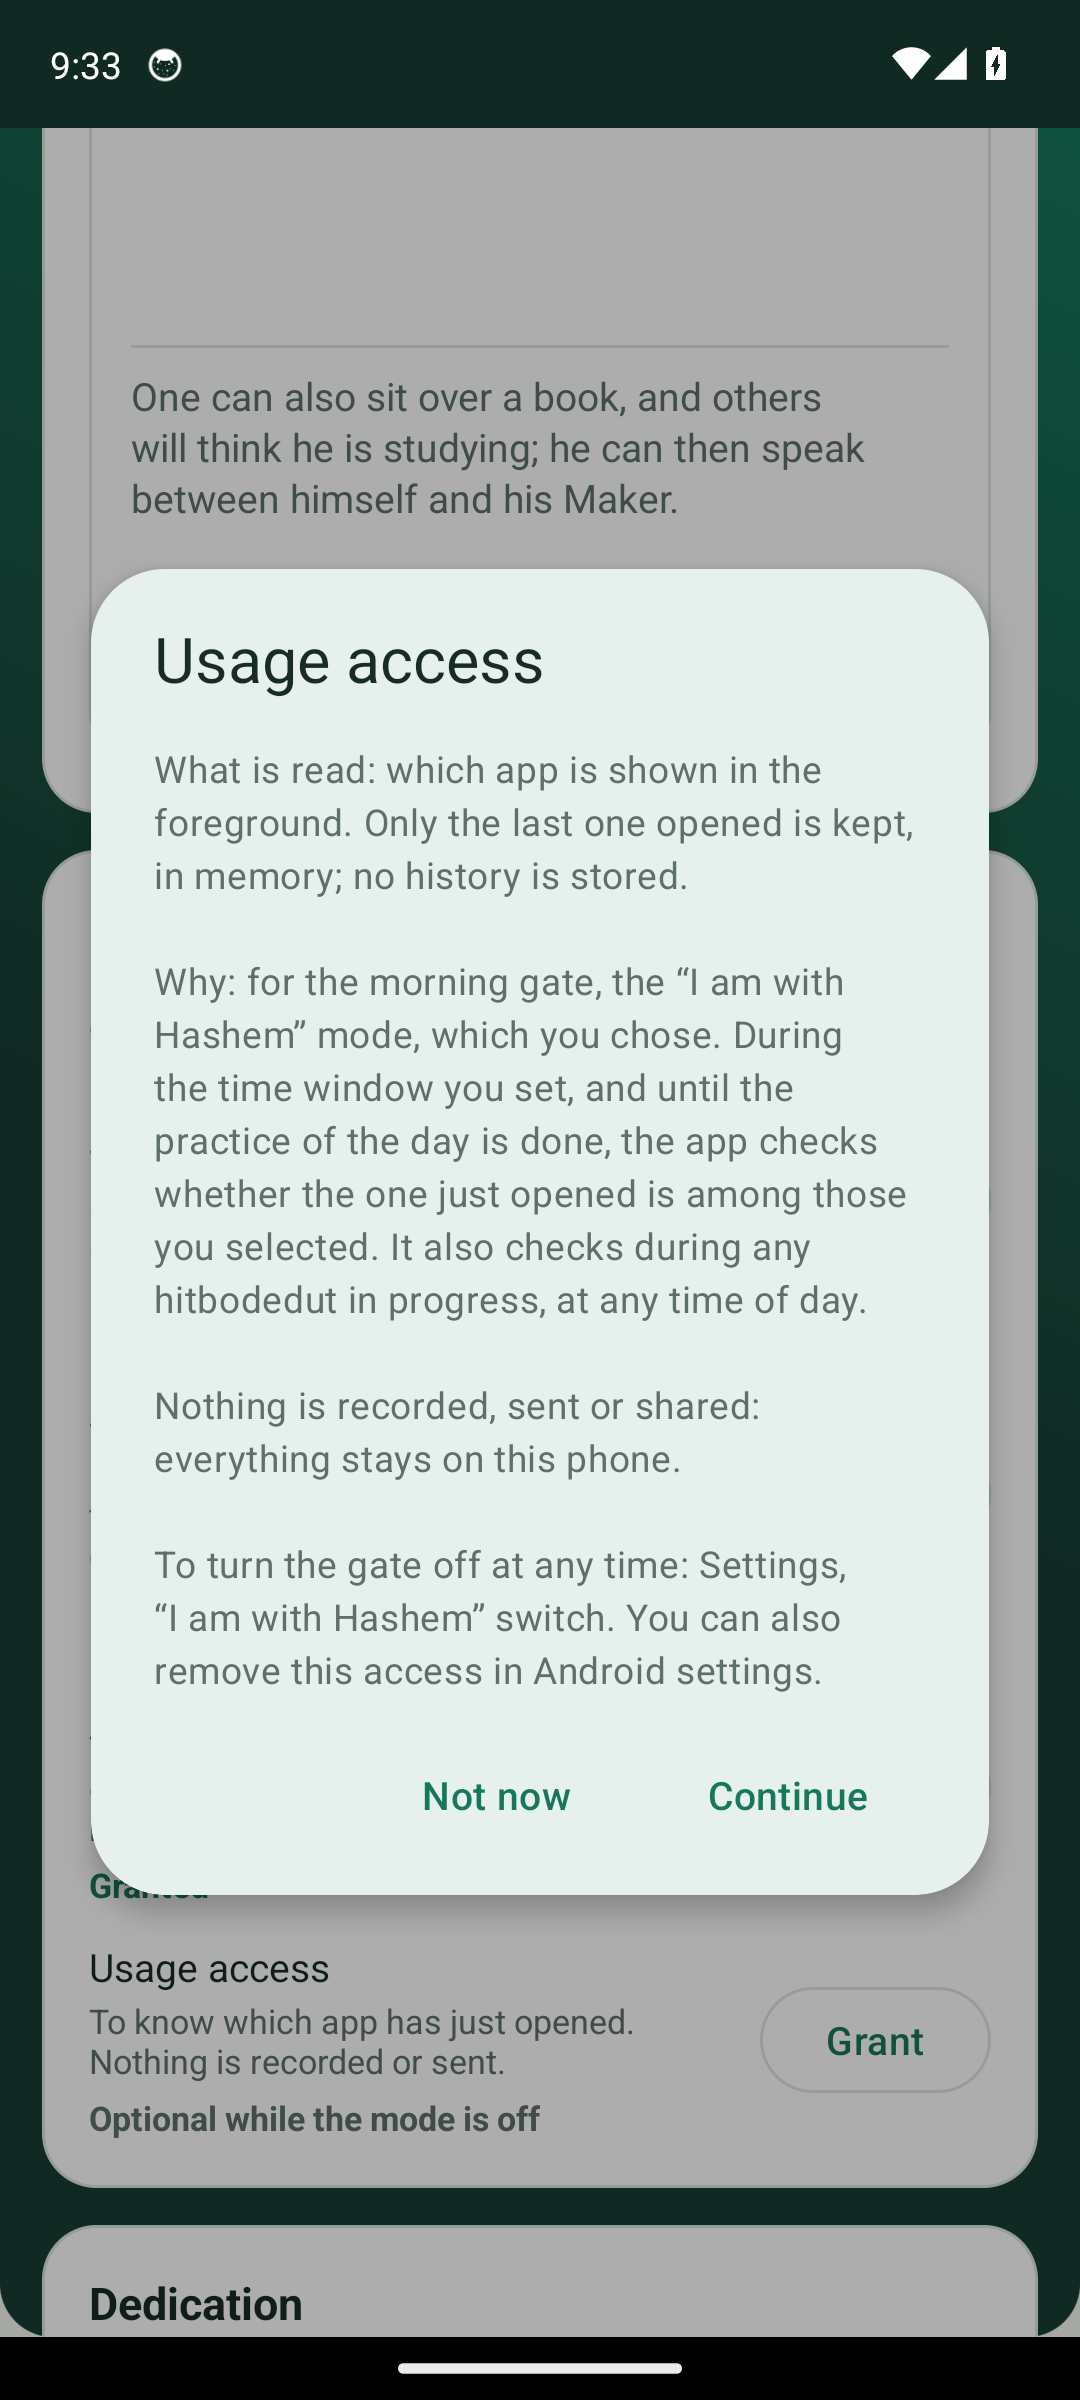 9:33
One can also sit over a book, and others
will think he is studying; he can then speak
between himself and his Maker.
Usage access
What is read: which app is shown in the
foreground. Only the last one opened is kept,
in memory; no history is stored.
Why: for the morning gate, the “I am with
Hashem” mode, which you chose. During
the time window you set, and until the
practice of the day is done, the app checks
whether the one just opened is among those
you selected. It also checks during any
hitbodedut in progress, at any time of day.
Nothing is recorded, sent or shared:
everything stays on this phone.
To turn the gate off at any time: Settings,
“I am with Hashem” switch. You can also
remove this access in Android settings.
Not now Continue
Granted
Usage access
To know which app has just opened.
Nothing is recorded or sent.
Grant
Optional while the mode is off
Dedication